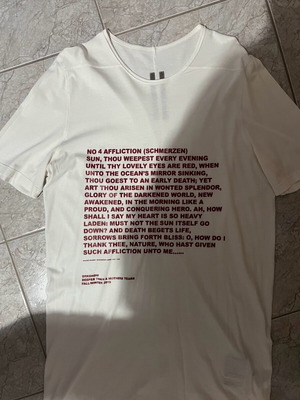 NO 4 AFFLICTION (SCHMERZEN)
SUN, THOU WEEPEST EVERY EVENING
UNTIL THY LOVELY EYES ARE RED, WHEN
UNTO THE OCEAN'S MIRROR SINKING,
THOU GOEST TO AN EARLY DEATH; YET
ART THOU ARISEN IN WONTED SPLENDOR,
GLORY OF THE DARKENED WORLD, NEW
AWAKENED, IN THE MORNING LIKE A
PROUD, AND CONQUERING HERO. AH, HOW
SHALL I SAY MY HEART IS SO HEAVY
LADEN: MUST NOT THE SUN ITSELF GO
DOWN? AND DEATH BEGETS LIFE,
SORROWS BRING FORTH BLISS: O, HOW DO I
THANK THEE, NATURE, WHO HAST GIVEN
SUCH AFFLICTION UNTO ME......
FALL/WINTER